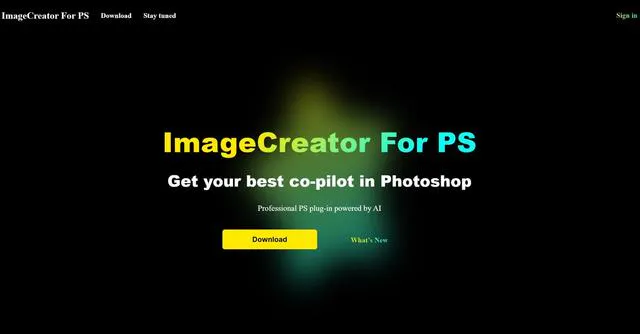 ImageCreator For PS Download Stay tuned Sign in
ImageCreator For PS
Get your best co-pilot in Photoshop
Professional PS plug-in powered by AI
Download What's New